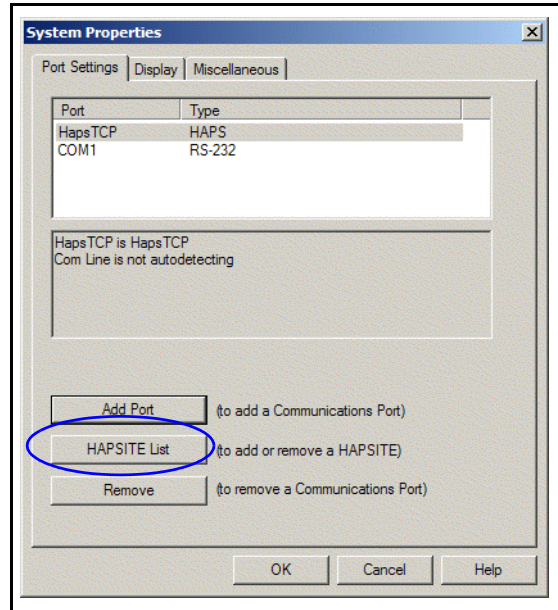 System Properties
Port Settings Display Miscellaneous
Port Type
HapsTCP HAPS
COM1 RS-232
HapsTCP is HapsTCP
Com Line is not autodetecting
Add Port (to add a Communications Port)
HAPSITE List (to add or remove a HAPSITE)
Remove (to remove a Communications Port)
OK Cancel Help